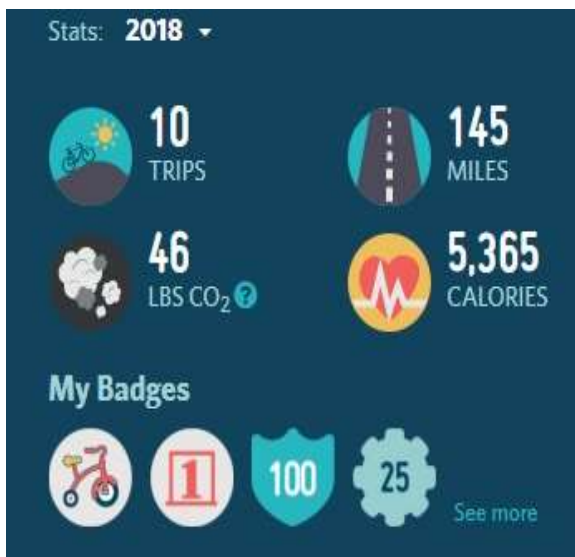 Stats: 2018
10
TRIPS
145
MILES
46
LBS CO₂ ?
5,365
CALORIES
My Badges
1
100
25
See more